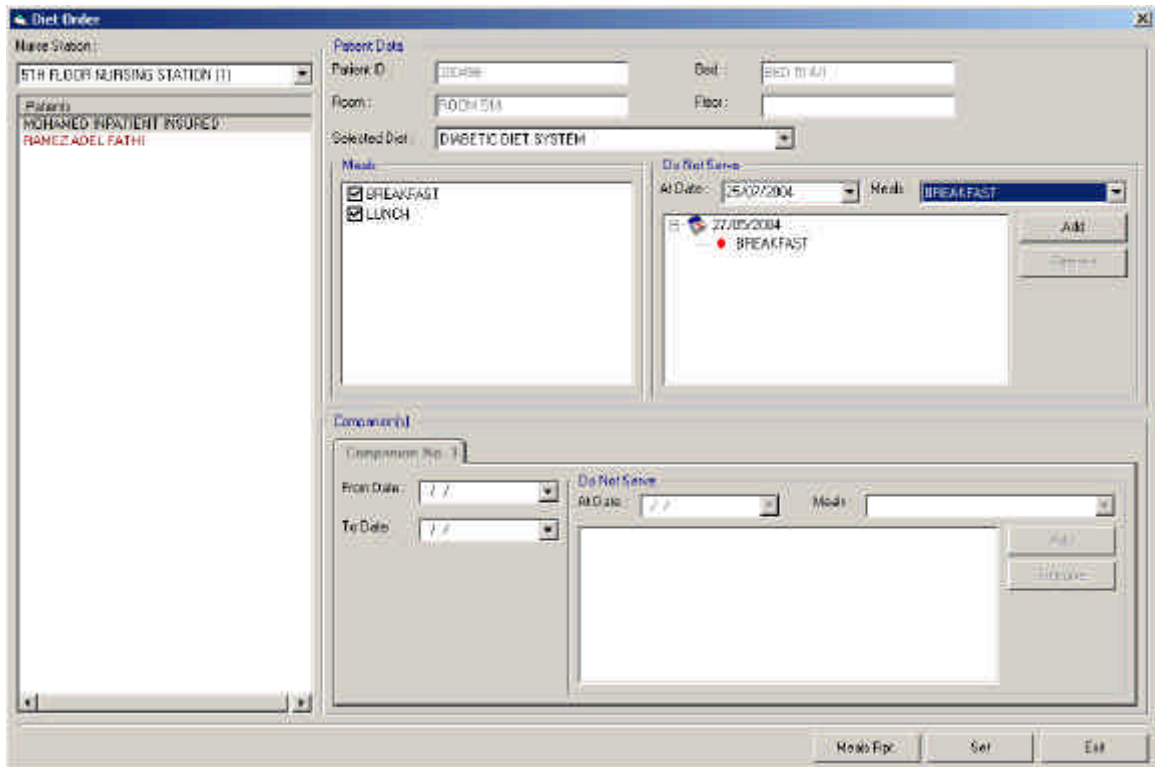 Diet Order
Nurse Station :
5TH FLOOR NURSING STATION (1)
Patients
MOHAMED INPATIENT INSURED
RAMEZ ADEL FATHI
Patient Data
Patient ID
Bed :
Room :
ROOM 514
Floor :
Selected Diet :
DIABETIC DIET SYSTEM
Meals
BREAKFAST
LUNCH
Do Not Serve
At Date :
25/07/2004
Meals
BREAKFAST
27/05/2004
BREAKFAST
Add
Remove
Companion(s)
Companion No. 1
From Date :
/ /
To Date
/ /
Do Not Serve
At Date
/ /
Meals
Add
Remove
Meals Rpt.
Set
Exit